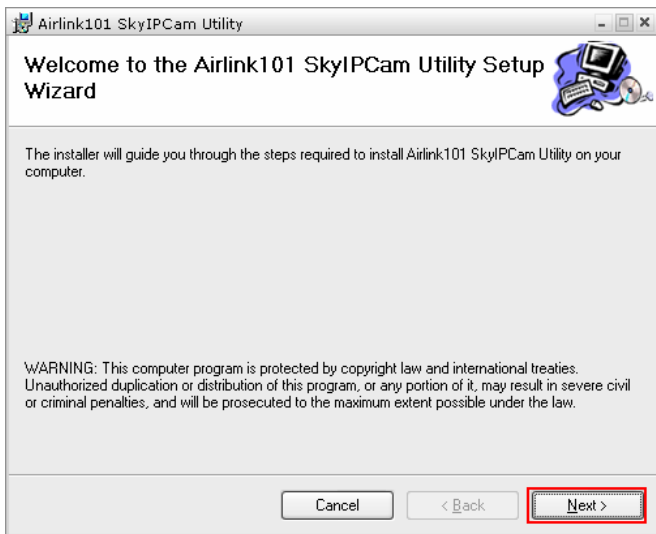 Airlink101 SkyIPCam Utility
Welcome to the Airlink101 SkyIPCam Utility Setup
Wizard
The installer will guide you through the steps required to install Airlink101 SkyIPCam Utility on your
computer.
WARNING: This computer program is protected by copyright law and international treaties.
Unauthorized duplication or distribution of this program, or any portion of it, may result in severe civil
or criminal penalties, and will be prosecuted to the maximum extent possible under the law.
Cancel < Back Next >